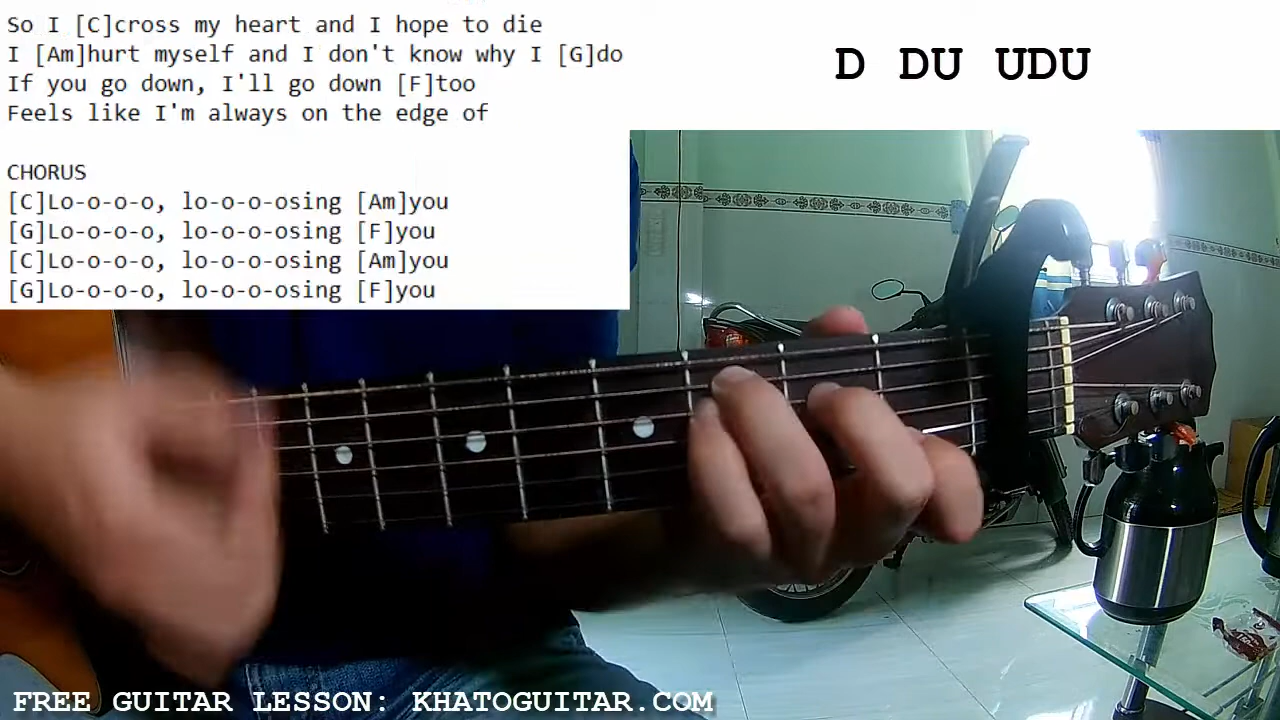 So I [C]cross my heart and I hope to die
I [Am]hurt myself and I don't know why I [G]do
If you go down, I'll go down [F]too
Feels like I'm always on the edge of
CHORUS
[C]Lo-o-o-o, lo-o-o-osing [Am]you
[G]Lo-o-o-o, lo-o-o-osing [F]you
[C]Lo-o-o-o, lo-o-o-osing [Am]you
[G]Lo-o-o-o, lo-o-o-osing [F]you
D DU UDU
FREE GUITAR LESSON: KHATOGUITAR.COM